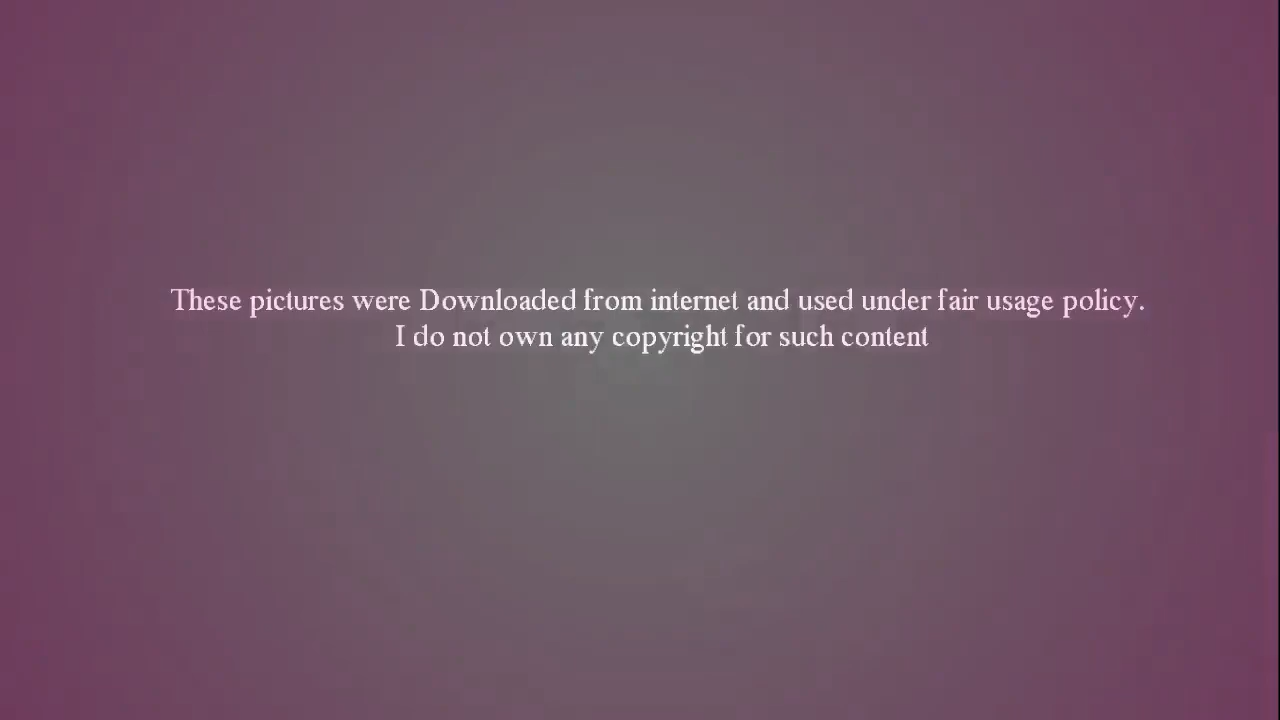 These pictures were Downloaded from internet and used under fair usage policy.
I do not own any copyright for such content